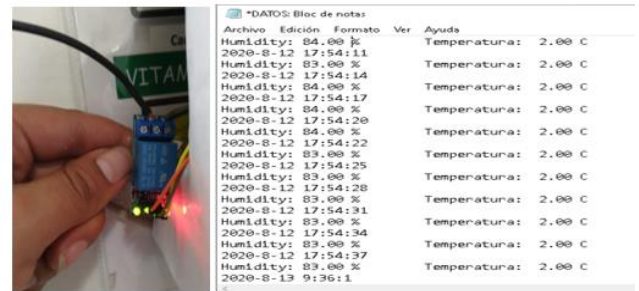 Ca
VITAM
*DATOS: Bloc de notas
Archivo Edición Formato Ver Ayuda
Humidity: 84.00 % Temperatura: 2.00 C
2020-8-12 17:54:11
Humidity: 83.00 % Temperatura: 2.00 C
2020-8-12 17:54:14
Humidity: 84.00 % Temperatura: 2.00 C
2020-8-12 17:54:17
Humidity: 84.00 % Temperatura: 2.00 C
2020-8-12 17:54:20
Humidity: 84.00 % Temperatura: 2.00 C
2020-8-12 17:54:22
Humidity: 83.00 % Temperatura: 2.00 C
2020-8-12 17:54:25
Humidity: 83.00 % Temperatura: 2.00 C
2020-8-12 17:54:28
Humidity: 83.00 % Temperatura: 2.00 C
2020-8-12 17:54:31
Humidity: 83.00 % Temperatura: 2.00 C
2020-8-12 17:54:34
Humidity: 83.00 % Temperatura: 2.00 C
2020-8-12 17:54:37
Humidity: 83.00 % Temperatura: 2.00 C
2020-8-13 9:36:1